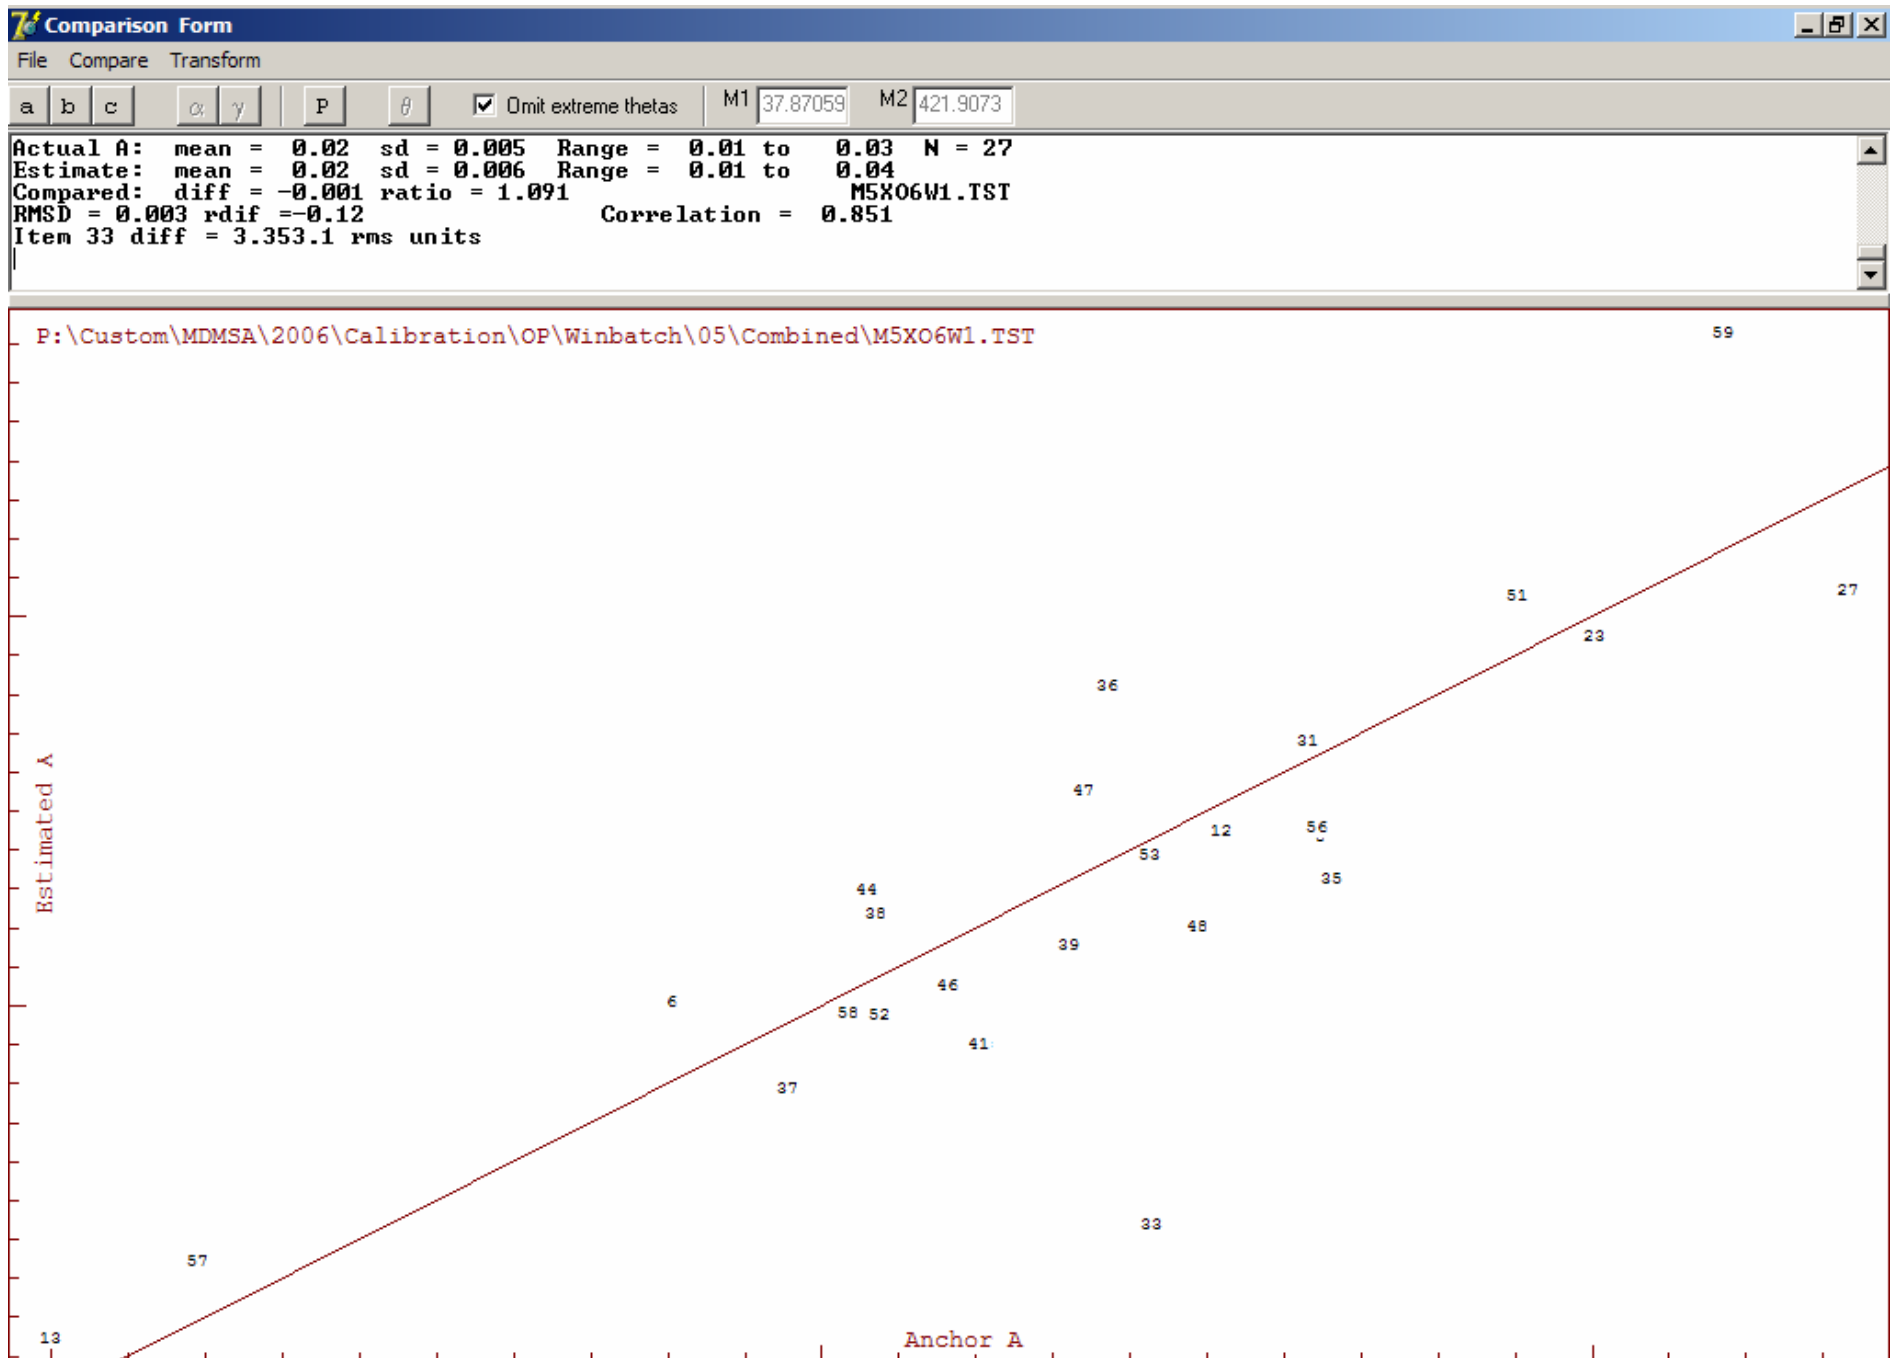 Comparison Form
File Compare Transform
a b c α γ P θ Omit extreme thetas M1 37.87059 M2 421.9073
Actual A: mean = 0.02 sd = 0.005 Range = 0.01 to 0.03 N = 27
Estimate: mean = 0.02 sd = 0.006 Range = 0.01 to 0.04
Compared: diff = -0.001 ratio = 1.091 M5XO6W1.TST
RMSD = 0.003 rdif =-0.12 Correlation = 0.851
Item 33 diff = 3.353.1 rms units
P:\Custom\MDMSA\2006\Calibration\OP\Winbatch\05\Combined\M5XO6W1.TST
59
27
51
23
36
31
47
56
12
53
35
44
38
48
39
46
6
58 52
41
37
33
57
13
Estimated A
Anchor A